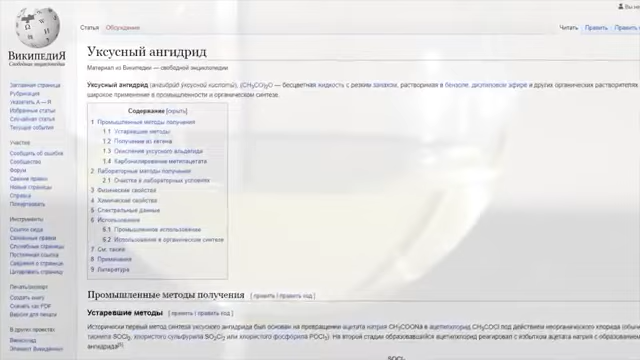 Вы не
Статья Обсуждение Читать Править Править
ВИКИПЕДИЯ
Свободная энциклопедия
Уксусный ангидрид
Материал из Википедии — свободной энциклопедии
Уксусный ангидрид (ангидрид уксусной кислоты), (CH3CO)2O — бесцветная жидкость с резким запахом, растворимая в бензоле, диэтиловом эфире и других органических растворителях
широкое применение в промышленности и органическом синтезе.
Заглавная страница
Рубрикация
Указатель А — Я
Избранные статьи
Случайная статья
Текущие события
Участие
Сообщить об ошибке
Сообщество
Форум
Свежие правки
Новые страницы
Справка
Пожертвовать
Инструменты
Ссылки сюда
Связанные правки
Служебные страницы
Постоянная ссылка
Сведения о странице
Цитировать страницу
Печать/экспорт
Создать книгу
Скачать как PDF
Версия для печати
В других проектах
Викисклад
Элемент Викиданных
Содержание [скрыть]
1 Промышленные методы получения
1.1 Устаревшие методы
1.2 Получение из кетена
1.3 Окисление уксусного альдегида
1.4 Карбонилирование метилацетата
2 Лабораторные методы получения
2.1 Очистка в лабораторных условиях
3 Физические свойства
4 Химические свойства
5 Спектральные данные
6 Использование
6.1 Промышленное использование
6.2 Использование в органическом синтезе
7 См. также
8 Примечания
9 Литература
Промышленные методы получения [ править | править код ]
Устаревшие методы [ править | править код ]
Исторически первый метод синтеза уксусного ангидрида был основан на превращении ацетата натрия CH3COONa в ацетилхлорид CH3COCl под действием неорганического хлорида (обычно
тионила SOCl2, хлористого сульфурила SO2Cl2 или хлористого фосфорила POCl3). На второй стадии образовавшийся ацетилхлорид реагировал с избытком ацетата натрия с образованием
ангидрида[5]
SOCl